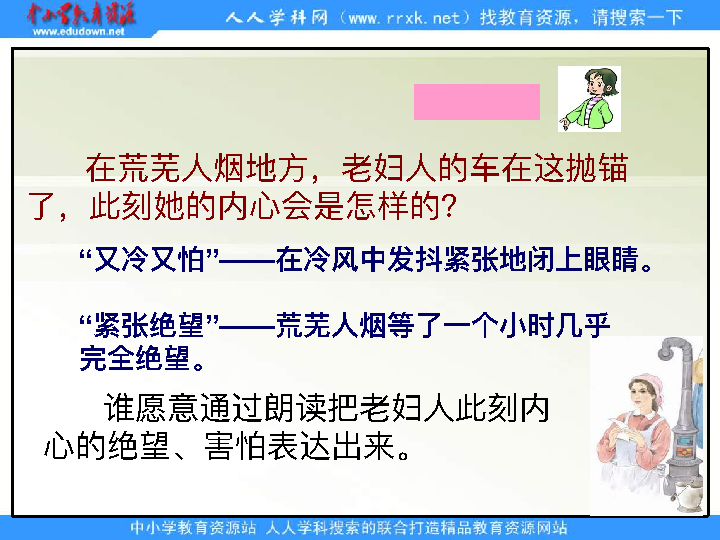 中小学教育资源
www.edudown.net
人人学科网（www.rrxk.net）找教育资源，请搜索一下
在荒芜人烟地方，老妇人的车在这抛锚
了，此刻她的内心会是怎样的？
“又冷又怕”——在冷风中发抖紧张地闭上眼睛。
“紧张绝望”——荒芜人烟等了一个小时几乎
完全绝望。
谁愿意通过朗读把老妇人此刻内
心的绝望、害怕表达出来。
中小学教育资源站 人人学科搜索的联合打造精品教育资源网站